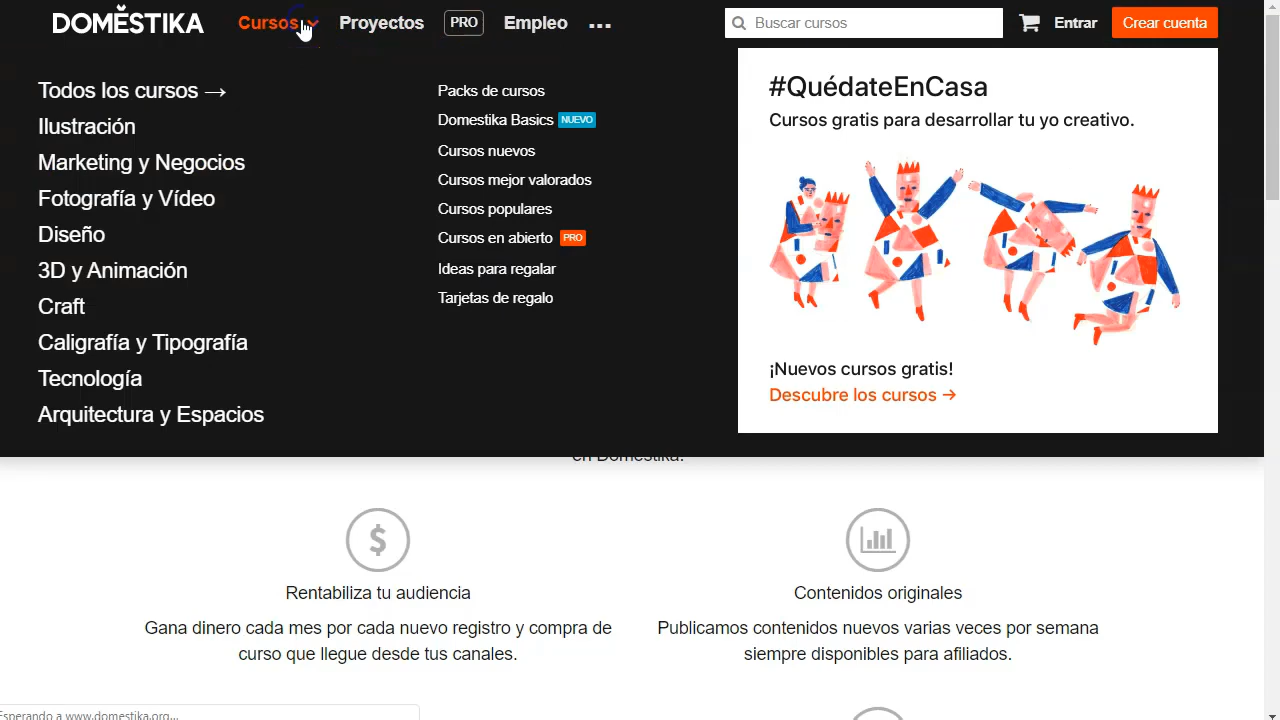 DOMESTIKA
Cursos
Proyectos
PRO
Empleo
...
Buscar cursos
Entrar
Crear cuenta
Todos los cursos →
Ilustración
Marketing y Negocios
Fotografía y Vídeo
Diseño
3D y Animación
Craft
Caligrafía y Tipografía
Tecnología
Arquitectura y Espacios
Packs de cursos
Domestika Basics NUEVO
Cursos nuevos
Cursos mejor valorados
Cursos populares
Cursos en abierto PRO
Ideas para regalar
Tarjetas de regalo
#QuédateEnCasa
Cursos gratis para desarrollar tu yo creativo.
¡Nuevos cursos gratis!
Descubre los cursos →
en Domestika.
$
Rentabiliza tu audiencia
Gana dinero cada mes por cada nuevo registro y compra de
curso que llegue desde tus canales.
Contenidos originales
Publicamos contenidos nuevos varias veces por semana
siempre disponibles para afiliados.
Esperando a www.domestika.org...